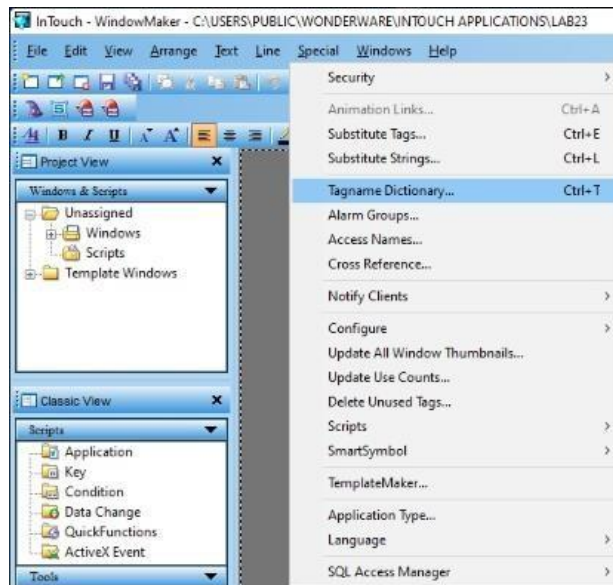 InTouch - WindowMaker - C:\USERS\PUBLIC\WONDERWARE\INTOUCH APPLICATIONS\LAB23
File Edit View Arrange Text Line Special Windows Help
B I U A A
Project View
Windows & Scripts
Unassigned
Windows
Scripts
Template Windows
Classic View
Scripts
Application
Key
Condition
Data Change
QuickFunctions
ActiveX Event
Tools
Security
Animation Links... Ctrl+A
Substitute Tags... Ctrl+E
Substitute Strings... Ctrl+L
Tagname Dictionary... Ctrl+T
Alarm Groups...
Access Names...
Cross Reference...
Notify Clients
Configure
Update All Window Thumbnails...
Update Use Counts...
Delete Unused Tags...
Scripts
SmartSymbol
TemplateMaker...
Application Type...
Language
SQL Access Manager